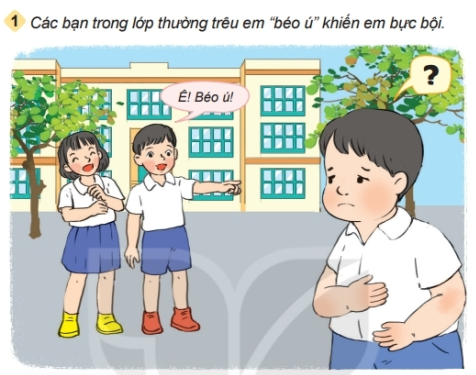 1 Các bạn trong lớp thường trêu em “béo ú” khiến em bực bội.
Ê! Béo ú!
?